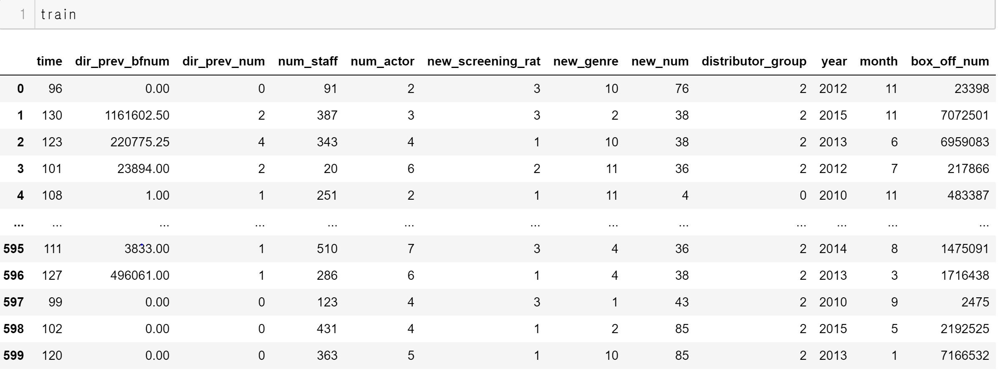 1 train
time dir_prev_bfnum dir_prev_num num_staff num_actor new_screening_rat new_genre new_num distributor_group year month box_off_num
0 96 0.00 0 91 2 3 10 76 2 2012 11 23398
1 130 1161602.50 2 387 3 3 2 38 2 2015 11 7072501
2 123 220775.25 4 343 4 1 10 38 2 2013 6 6959083
3 101 23894.00 2 20 6 2 11 36 2 2012 7 217866
4 108 1.00 1 251 2 1 11 4 0 2010 11 483387
... ... ... ... ... ... ... ... ... ... ... ... ...
595 111 3833.00 1 510 7 3 4 36 2 2014 8 1475091
596 127 496061.00 1 286 6 1 4 38 2 2013 3 1716438
597 99 0.00 0 123 4 3 1 43 2 2010 9 2475
598 102 0.00 0 431 4 1 2 85 2 2015 5 2192525
599 120 0.00 0 363 5 1 10 85 2 2013 1 7166532